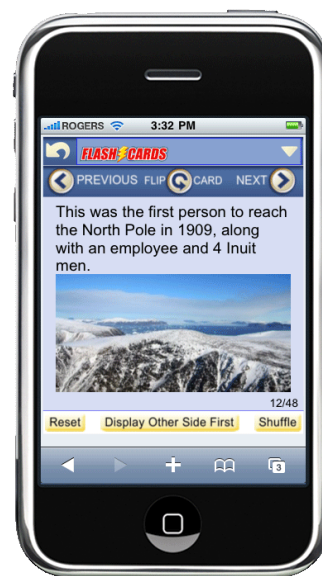 ROGERS 3:32 PM
FLASH CARDS
PREVIOUS FLIP CARD NEXT
This was the first person to reach
the North Pole in 1909, along
with an employee and 4 Inuit
men.
12/48
Reset Display Other Side First Shuffle
3